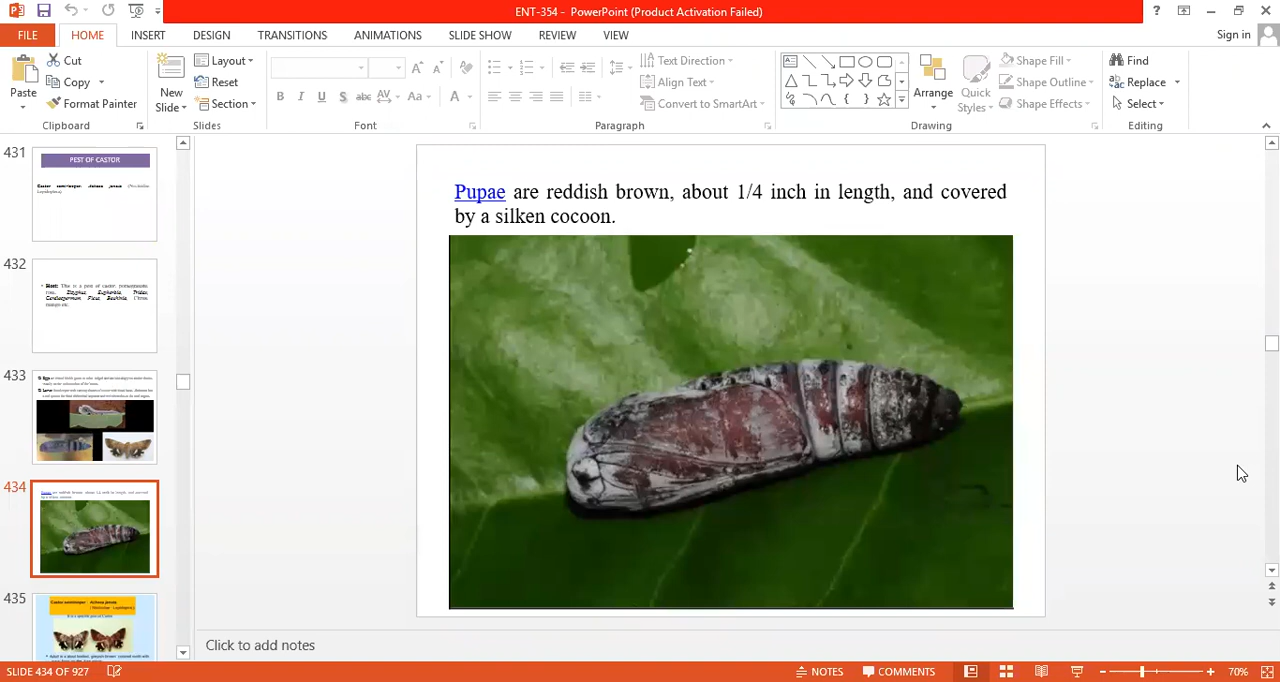 ENT-354 - PowerPoint (Product Activation Failed)
FILE HOME INSERT DESIGN TRANSITIONS ANIMATIONS SLIDE SHOW REVIEW VIEW Sign in
Paste
Cut
Copy
Format Painter
Clipboard
New
Slide
Layout
Reset
Section
Slides
Font
Text Direction
Align Text
Convert to SmartArt
Paragraph
Arrange
Quick
Styles
Shape Fill
Shape Outline
Shape Effects
Drawing
Find
Replace
Select
Editing
431
PEST OF CASTOR
432
433
434
435
Castor semilooper - Achaea janata
Pupae are reddish brown, about 1/4 inch in length, and covered
by a silken cocoon.
Click to add notes
SLIDE 434 OF 927
NOTES
COMMENTS
70%